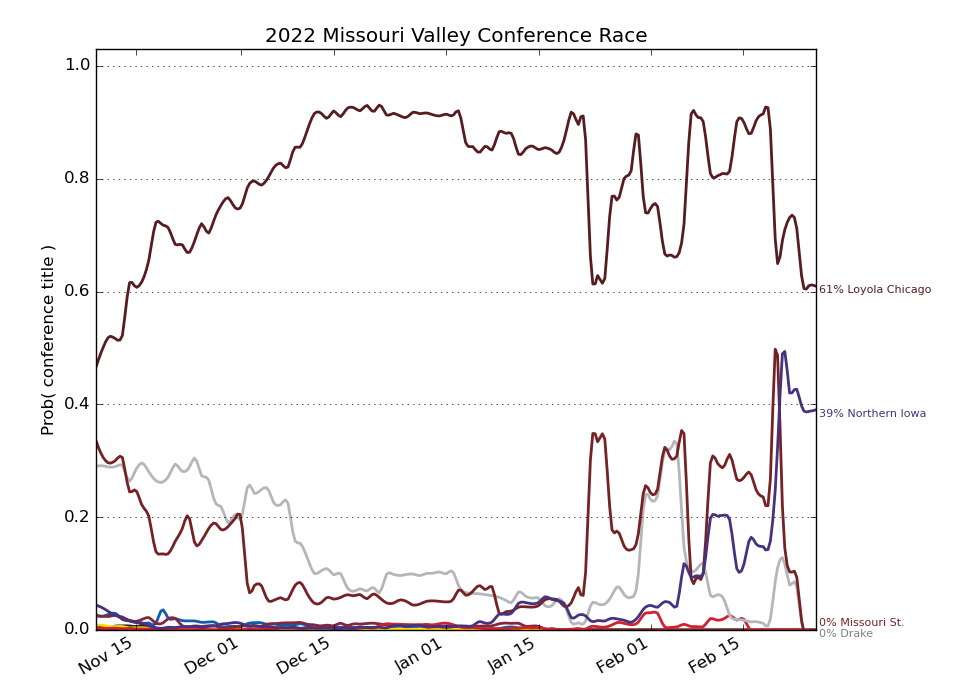 2022 Missouri Valley Conference Race
1.0
0.8
0.6
0.4
0.2
0.0
Prob( conference title )
61% Loyola Chicago
39% Northern Iowa
0% Missouri St.
0% Drake
Nov 15
Dec 01
Dec 15
Jan 01
Jan 15
Feb 01
Feb 15